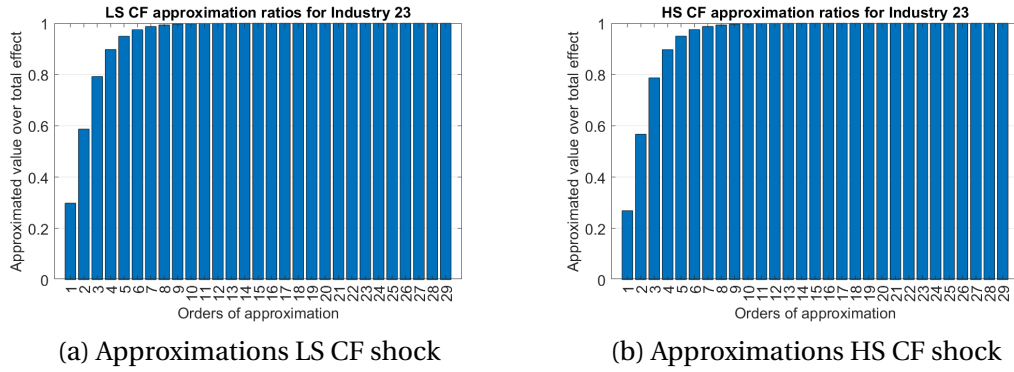 LS CF approximation ratios for Industry 23
Approximated value over total effect
1
0.8
0.6
0.4
0.2
0
1 2 3 4 5 6 7 8 9 10 11 12 13 14 15 16 17 18 19 20 21 22 23 24 25 26 27 28 29
Orders of approximation
(a) Approximations LS CF shock
HS CF approximation ratios for Industry 23
Approximated value over total effect
1
0.8
0.6
0.4
0.2
0
1 2 3 4 5 6 7 8 9 10 11 12 13 14 15 16 17 18 19 20 21 22 23 24 25 26 27 28 29
Orders of approximation
(b) Approximations HS CF shock